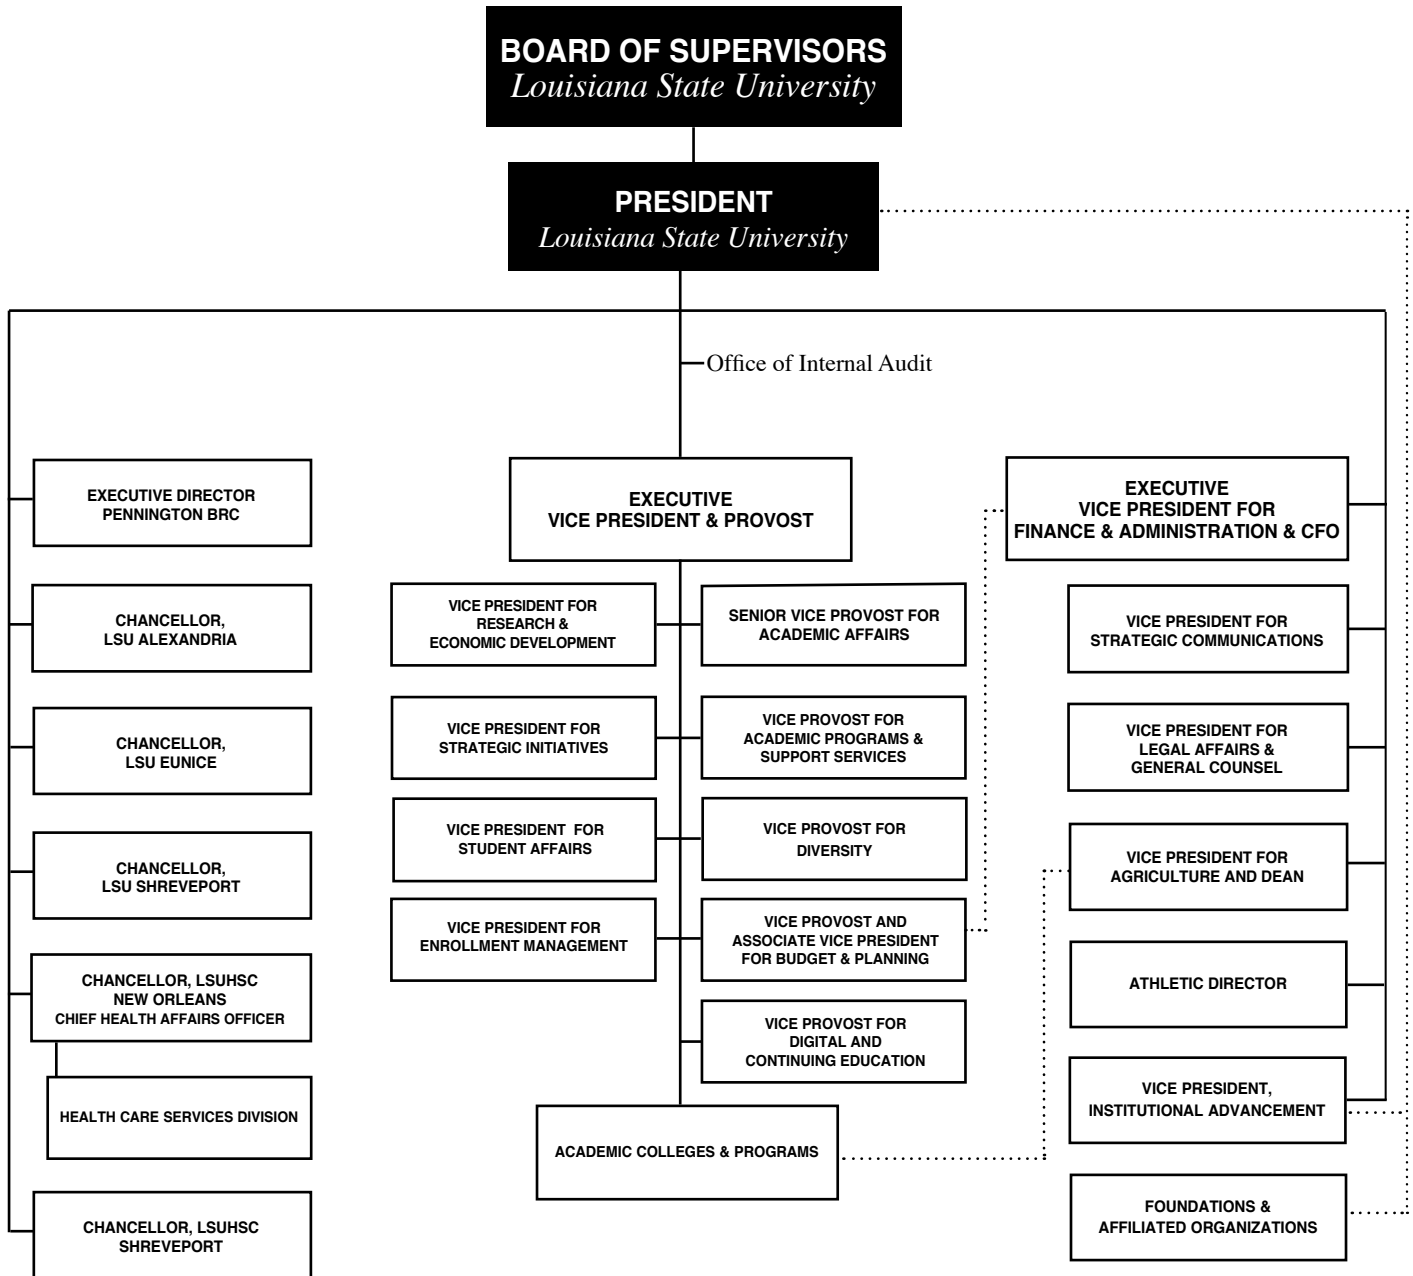 BOARD OF SUPERVISORS
Louisiana State University
PRESIDENT
Louisiana State University
Office of Internal Audit
EXECUTIVE DIRECTOR
PENNINGTON BRC
CHANCELLOR,
LSU ALEXANDRIA
CHANCELLOR,
LSU EUNICE
CHANCELLOR,
LSU SHREVEPORT
CHANCELLOR, LSUHSC
NEW ORLEANS
CHIEF HEALTH AFFAIRS OFFICER
HEALTH CARE SERVICES DIVISION
CHANCELLOR, LSUHSC
SHREVEPORT
EXECUTIVE
VICE PRESIDENT & PROVOST
VICE PRESIDENT FOR
RESEARCH &
ECONOMIC DEVELOPMENT
SENIOR VICE PROVOST FOR
ACADEMIC AFFAIRS
VICE PRESIDENT FOR
STRATEGIC INITIATIVES
VICE PROVOST FOR
ACADEMIC PROGRAMS &
SUPPORT SERVICES
VICE PRESIDENT FOR
STUDENT AFFAIRS
VICE PROVOST FOR
DIVERSITY
VICE PRESIDENT FOR
ENROLLMENT MANAGEMENT
VICE PROVOST AND
ASSOCIATE VICE PRESIDENT
FOR BUDGET & PLANNING
VICE PROVOST FOR
DIGITAL AND
CONTINUING EDUCATION
ACADEMIC COLLEGES & PROGRAMS
EXECUTIVE
VICE PRESIDENT FOR
FINANCE & ADMINISTRATION & CFO
VICE PRESIDENT FOR
STRATEGIC COMMUNICATIONS
VICE PRESIDENT FOR
LEGAL AFFAIRS &
GENERAL COUNSEL
VICE PRESIDENT FOR
AGRICULTURE AND DEAN
ATHLETIC DIRECTOR
VICE PRESIDENT,
INSTITUTIONAL ADVANCEMENT
FOUNDATIONS &
AFFILIATED ORGANIZATIONS